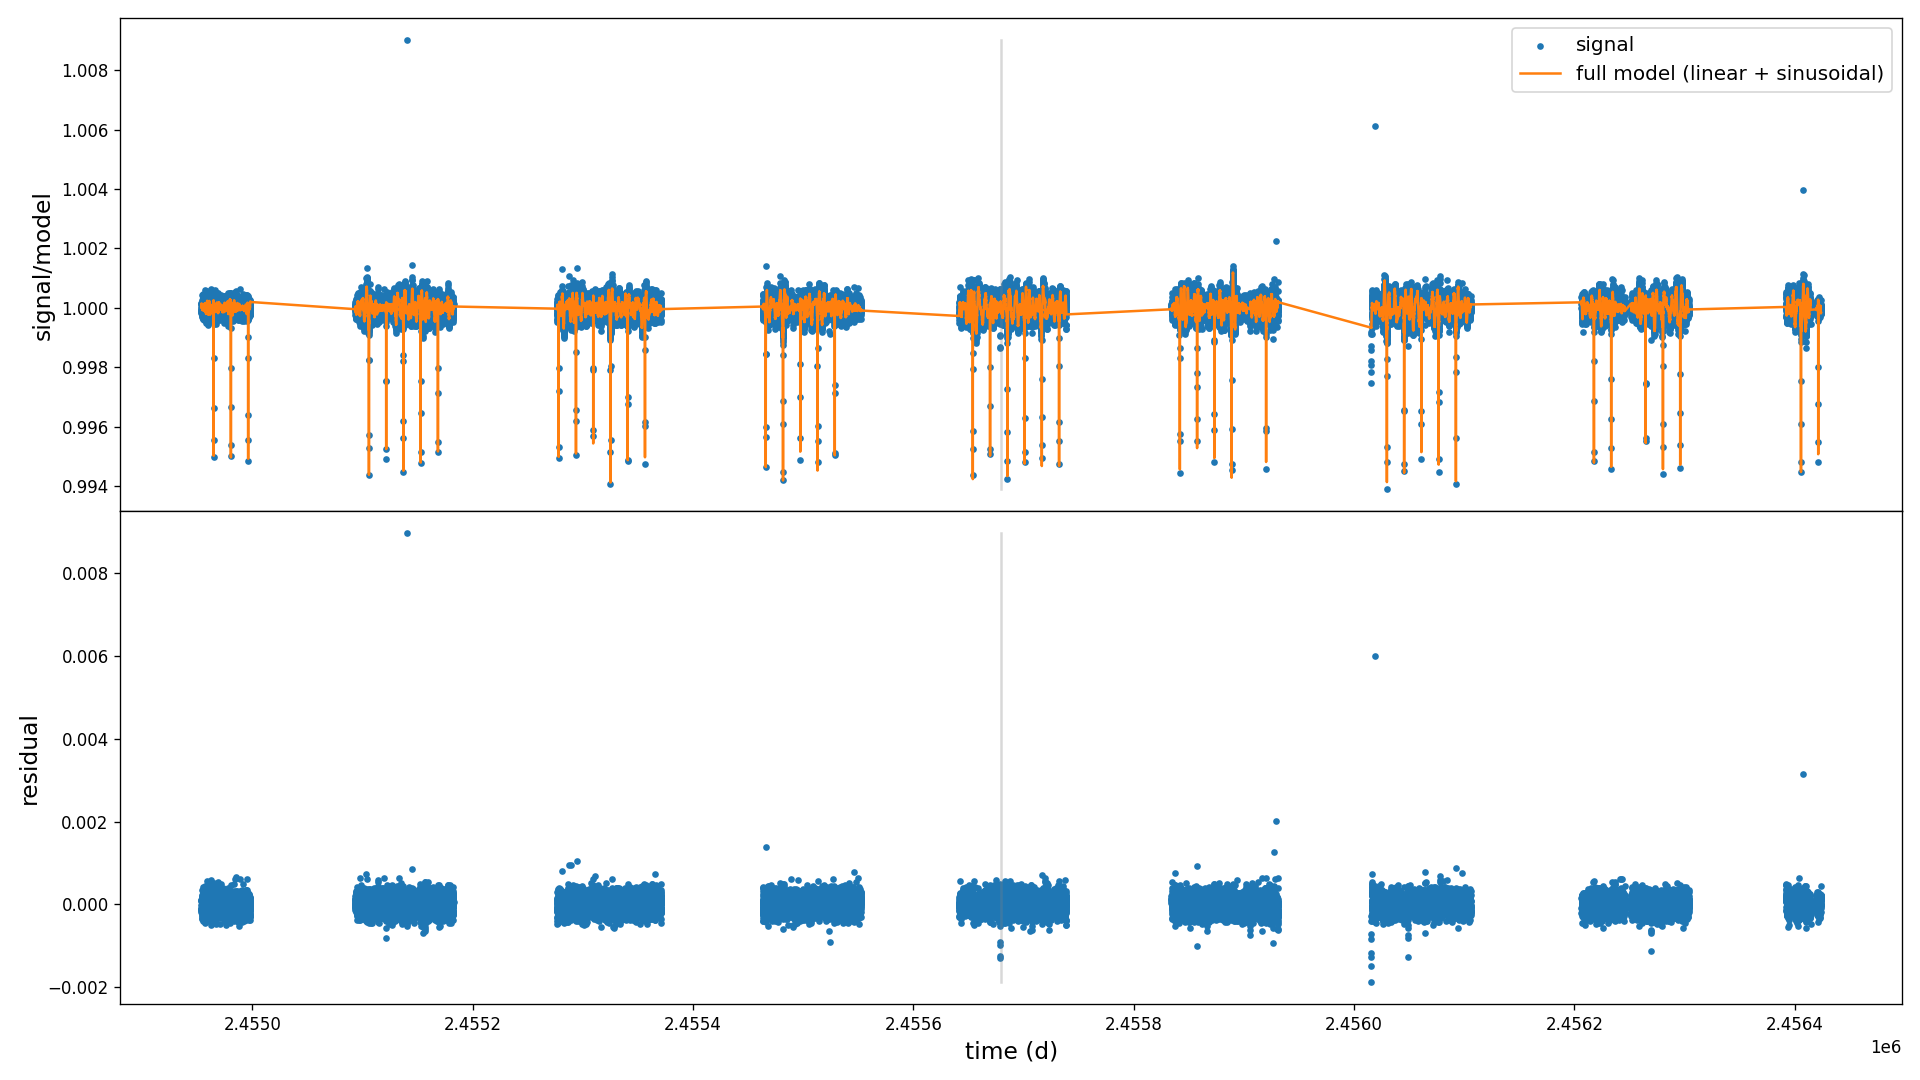 signal
full model (linear + sinusoidal)
signal/model
1.008
1.006
1.004
1.002
1.000
0.998
0.996
0.994
residual
0.008
0.006
0.004
0.002
0.000
−0.002
2.4550 2.4552 2.4554 2.4556 2.4558 2.4560 2.4562 2.4564
time (d)
1e6